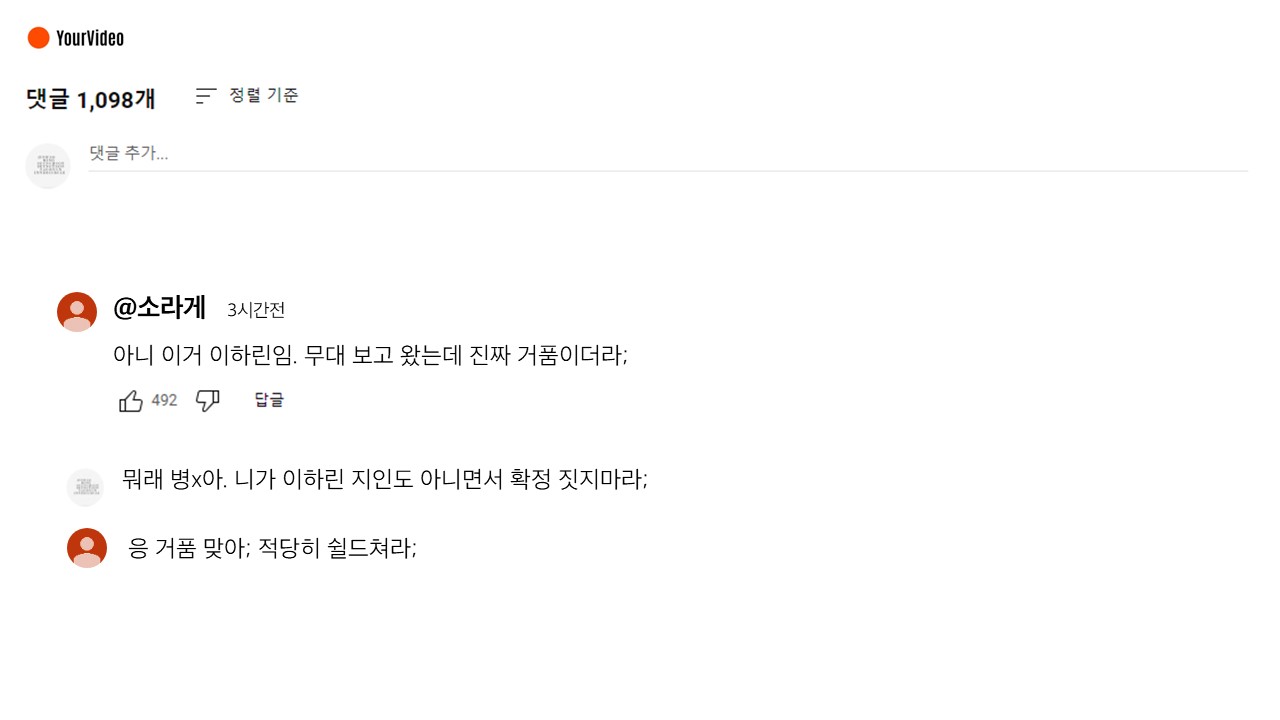 YourVideo
댓글 1,098개
정렬 기준
댓글 추가...
@소라게 3시간전
아니 이거 이하린임. 무대 보고 왔는데 진짜 거품이더라;
492 답글
뭐래 병x아. 니가 이하린 지인도 아니면서 확정 짓지마라;
응 거품 맞아; 적당히 쉴드쳐라;